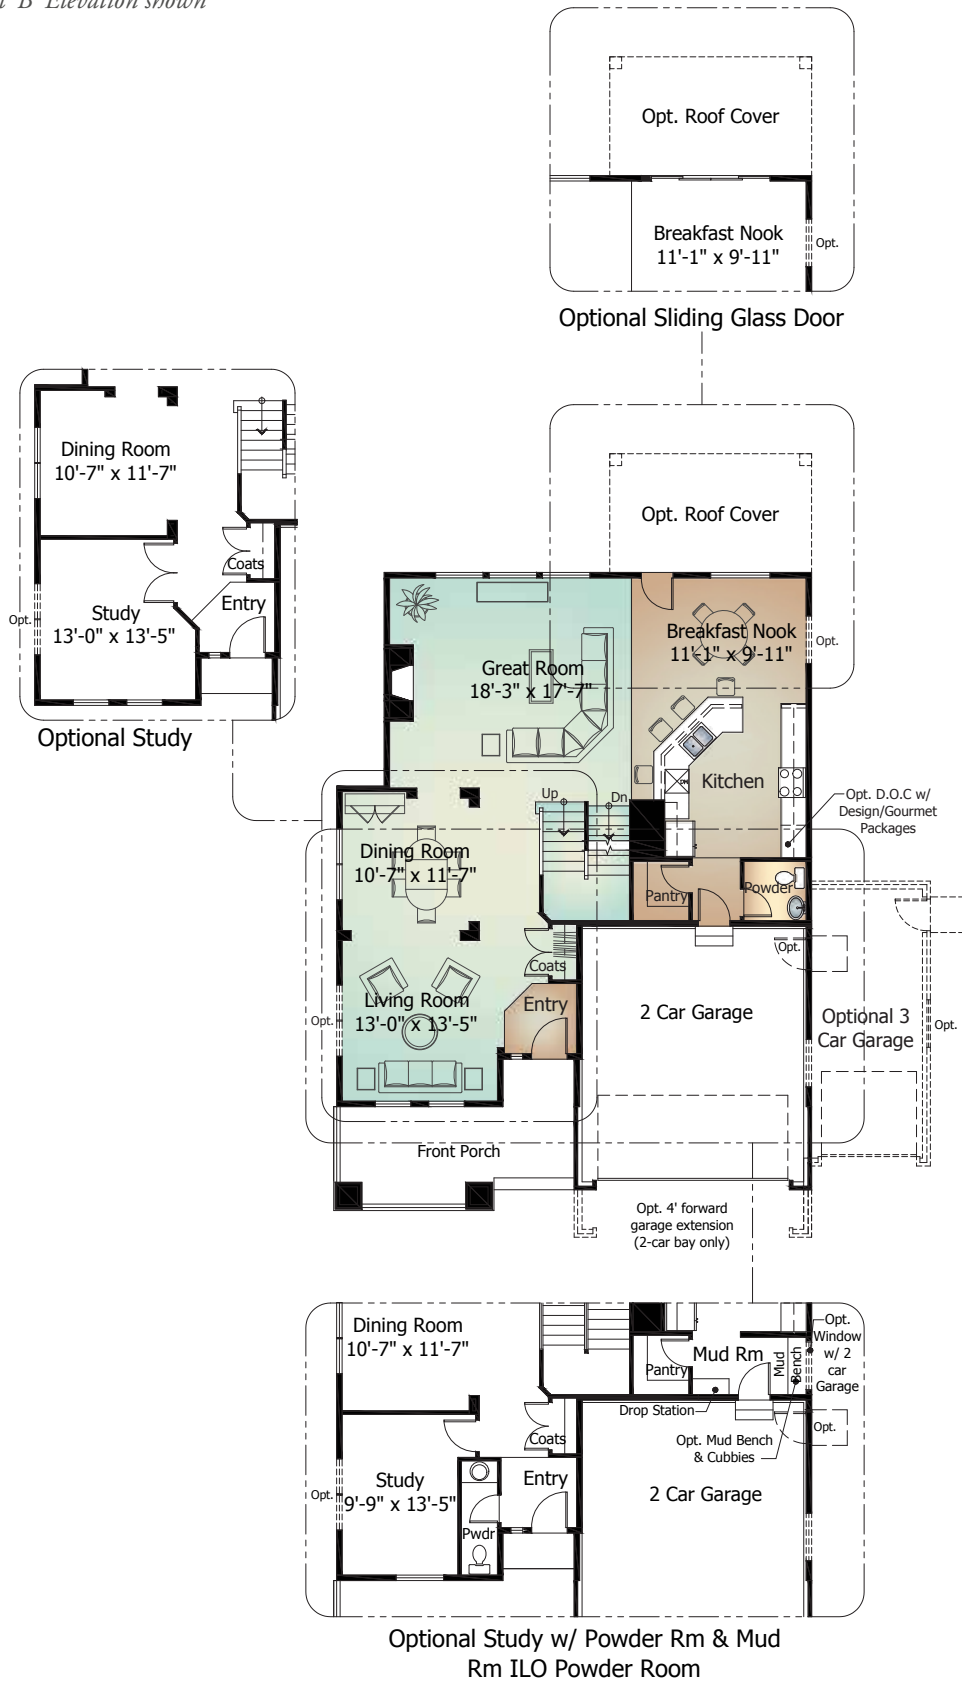 "B" Elevation shown
Opt. Roof Cover
Breakfast Nook
11'-1" x 9'-11"
Opt.
Optional Sliding Glass Door
Dining Room
10'-7" x 11'-7"
Coats
Study
13'-0" x 13'-5"
Entry
Opt.
Optional Study
Opt. Roof Cover
Breakfast Nook
11'-1" x 9'-11"
Opt.
Great Room
18'-3" x 17'-7"
Kitchen
Up
Dn
Opt. D.O.C w/
Design/Gourmet
Packages
Dining Room
10'-7" x 11'-7"
Pantry
Powder
Opt.
Coats
Living Room
13'-0" x 13'-5"
Opt.
Entry
2 Car Garage
Optional 3
Car Garage
Opt.
Front Porch
Opt. 4' forward
garage extension
(2-car bay only)
Dining Room
10'-7" x 11'-7"
Pantry
Mud Rm
Mud
Bench
Opt.
Window
w/ 2
car
Garage
Drop Station
Opt.
Coats
Opt. Mud Bench
& Cubbies
Study
9'-9" x 13'-5"
Opt.
Entry
2 Car Garage
Pwdr
Optional Study w/ Powder Rm & Mud
Rm ILO Powder Room